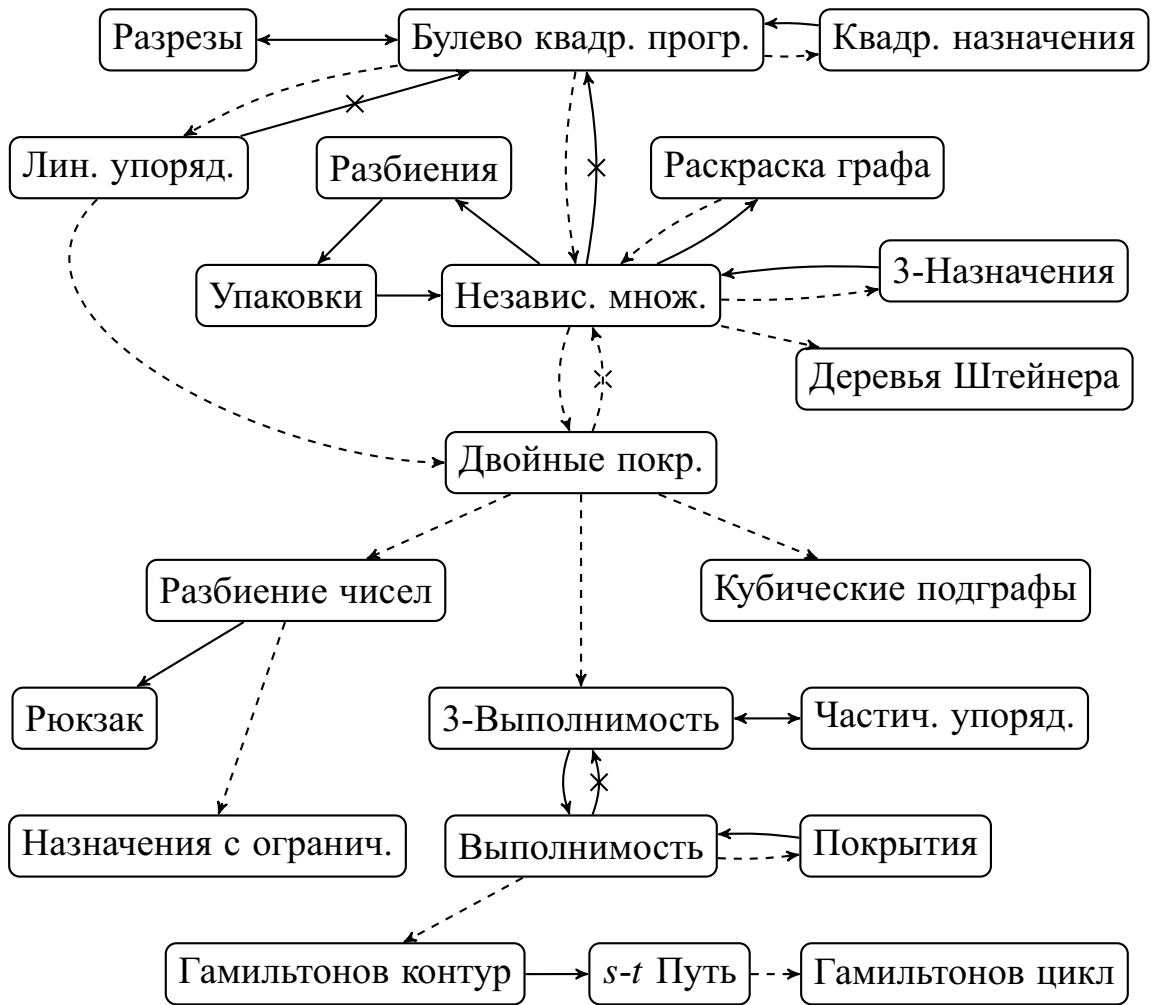 Разрезы
Булево квадр. прогр.
Квадр. назначения
Лин. упоряд.
Разбиения
Раскраска графа
Упаковки
Независ. множ.
3-Назначения
Деревья Штейнера
Двойные покр.
Разбиение чисел
Кубические подграфы
Рюкзак
3-Выполнимость
Частич. упоряд.
Назначения с огранич.
Выполнимость
Покрытия
Гамильтонов контур
s-t Путь
Гамильтонов цикл